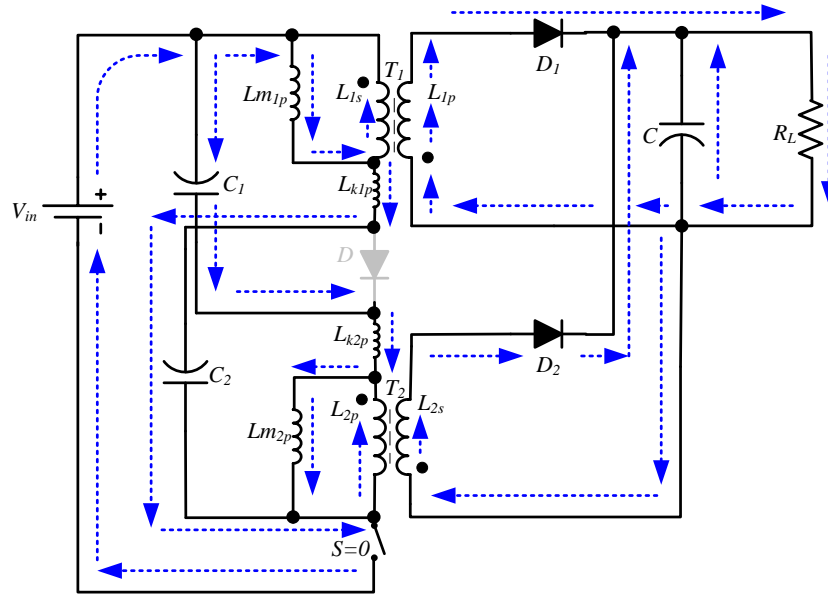 T1
D1
Lm1p
L1s
L1p
C
RL
C1
Lk1p
Vin
+
-
D
Lk2p
D2
C2
T2
L2p
L2s
Lm2p
S=0